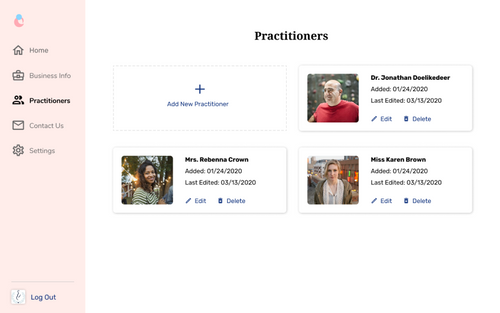 Home
Business Info
Practitioners
Contact Us
Settings
Log Out
Practitioners
Add New Practitioner
Dr. Jonathan Doelikedeer
Added: 01/24/2020
Last Edited: 03/13/2020
Edit Delete
Mrs. Rebenna Crown
Added: 01/24/2020
Last Edited: 03/13/2020
Edit Delete
Miss Karen Brown
Added: 01/24/2020
Last Edited: 03/13/2020
Edit Delete